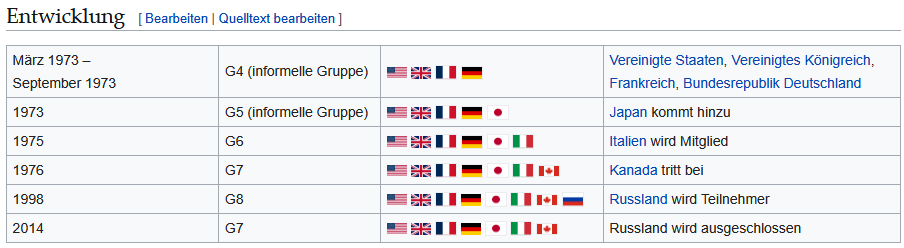 Entwicklung [ Bearbeiten | Quelltext bearbeiten ]
März 1973 –
September 1973
G4 (informelle Gruppe)
Vereinigte Staaten, Vereinigtes Königreich,
Frankreich, Bundesrepublik Deutschland
1973 G5 (informelle Gruppe) Japan kommt hinzu
1975 G6 Italien wird Mitglied
1976 G7 Kanada tritt bei
1998 G8 Russland wird Teilnehmer
2014 G7 Russland wird ausgeschlossen